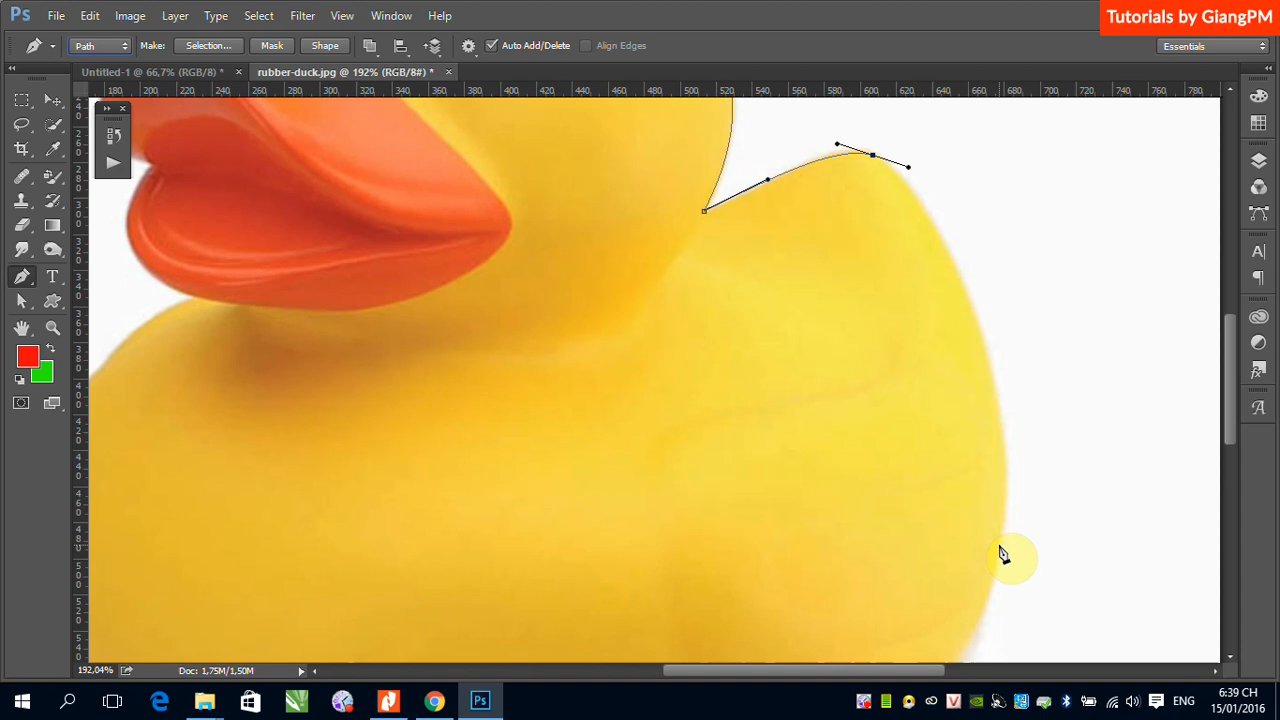 Ps File Edit Image Layer Type Select Filter View Window Help
Tutorials by GiangPM
Path Make: Selection... Mask Shape Auto Add/Delete Align Edges Essentials
Untitled-1 @ 66,7% (RGB/8) * × rubber-duck.jpg @ 192% (RGB/8#) * ×
180 200 220 240 260 280 300 320 340 360 380 400 420 440 460 480 500 520 540 560 580 600 620 640 660 680 700 720 740 760 780
192,04% Doc: 1,75M/1,50M
ENG
6:39 CH
15/01/2016